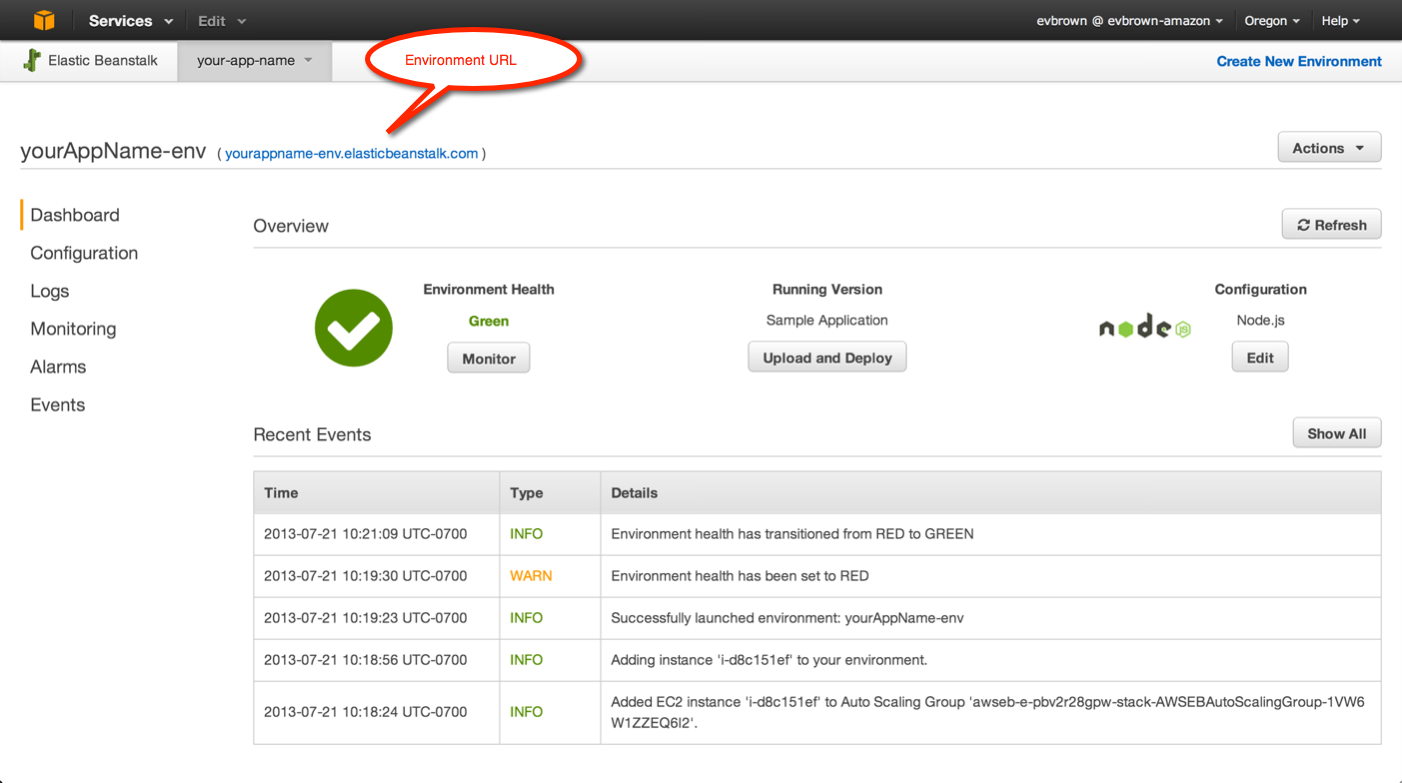 Services Edit evbrown @ evbrown-amazon Oregon Help
Elastic Beanstalk your-app-name Environment URL Create New Environment
yourAppName-env ( yourappname-env.elasticbeanstalk.com ) Actions
Dashboard
Configuration
Logs
Monitoring
Alarms
Events
Overview Refresh
Environment Health Running Version Configuration
Green Sample Application Node.js
node JS
Monitor Upload and Deploy Edit
Recent Events Show All
Time Type Details
2013-07-21 10:21:09 UTC-0700 INFO Environment health has transitioned from RED to GREEN
2013-07-21 10:19:30 UTC-0700 WARN Environment health has been set to RED
2013-07-21 10:19:23 UTC-0700 INFO Successfully launched environment: yourAppName-env
2013-07-21 10:18:56 UTC-0700 INFO Adding instance 'i-d8c151ef' to your environment.
2013-07-21 10:18:24 UTC-0700 INFO Added EC2 instance 'i-d8c151ef' to Auto Scaling Group 'awseb-e-pbv2r28gpw-stack-AWSEBAutoScalingGroup-1VW6
W1ZZEQ6I2'.